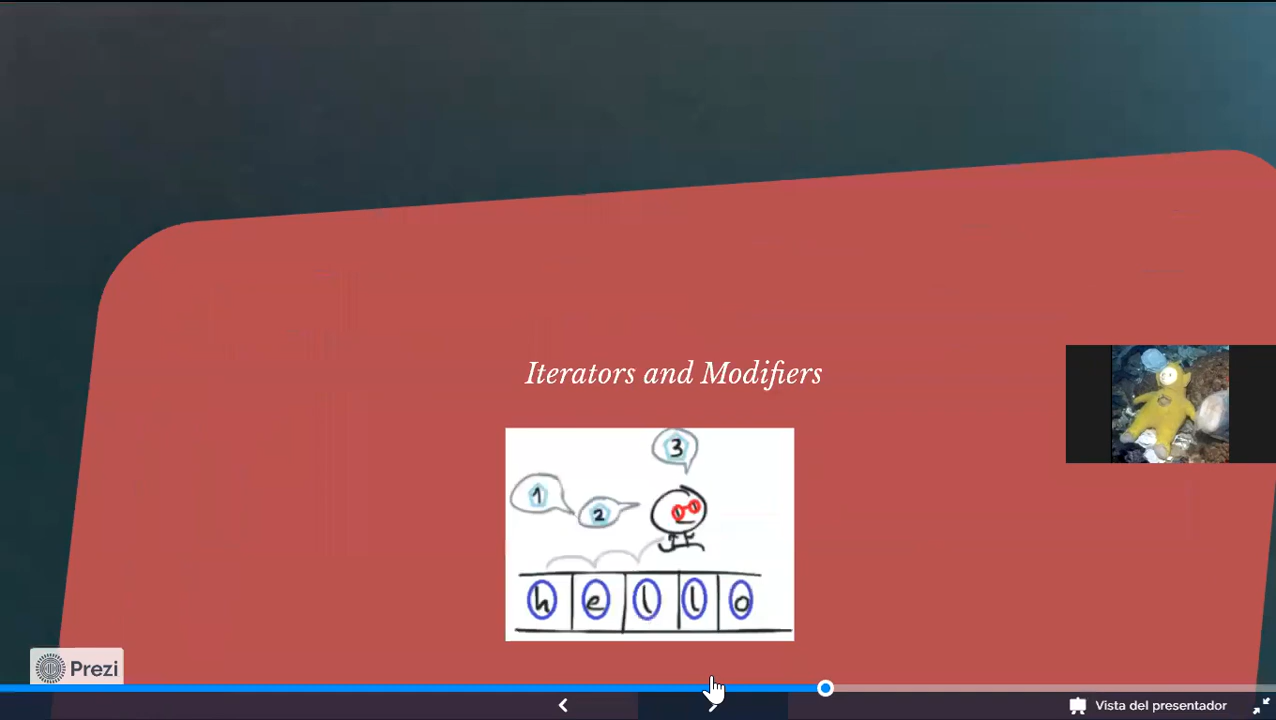 Iterators and Modifiers
3
1
2
h e l l o
Prezi
Vista del presentador